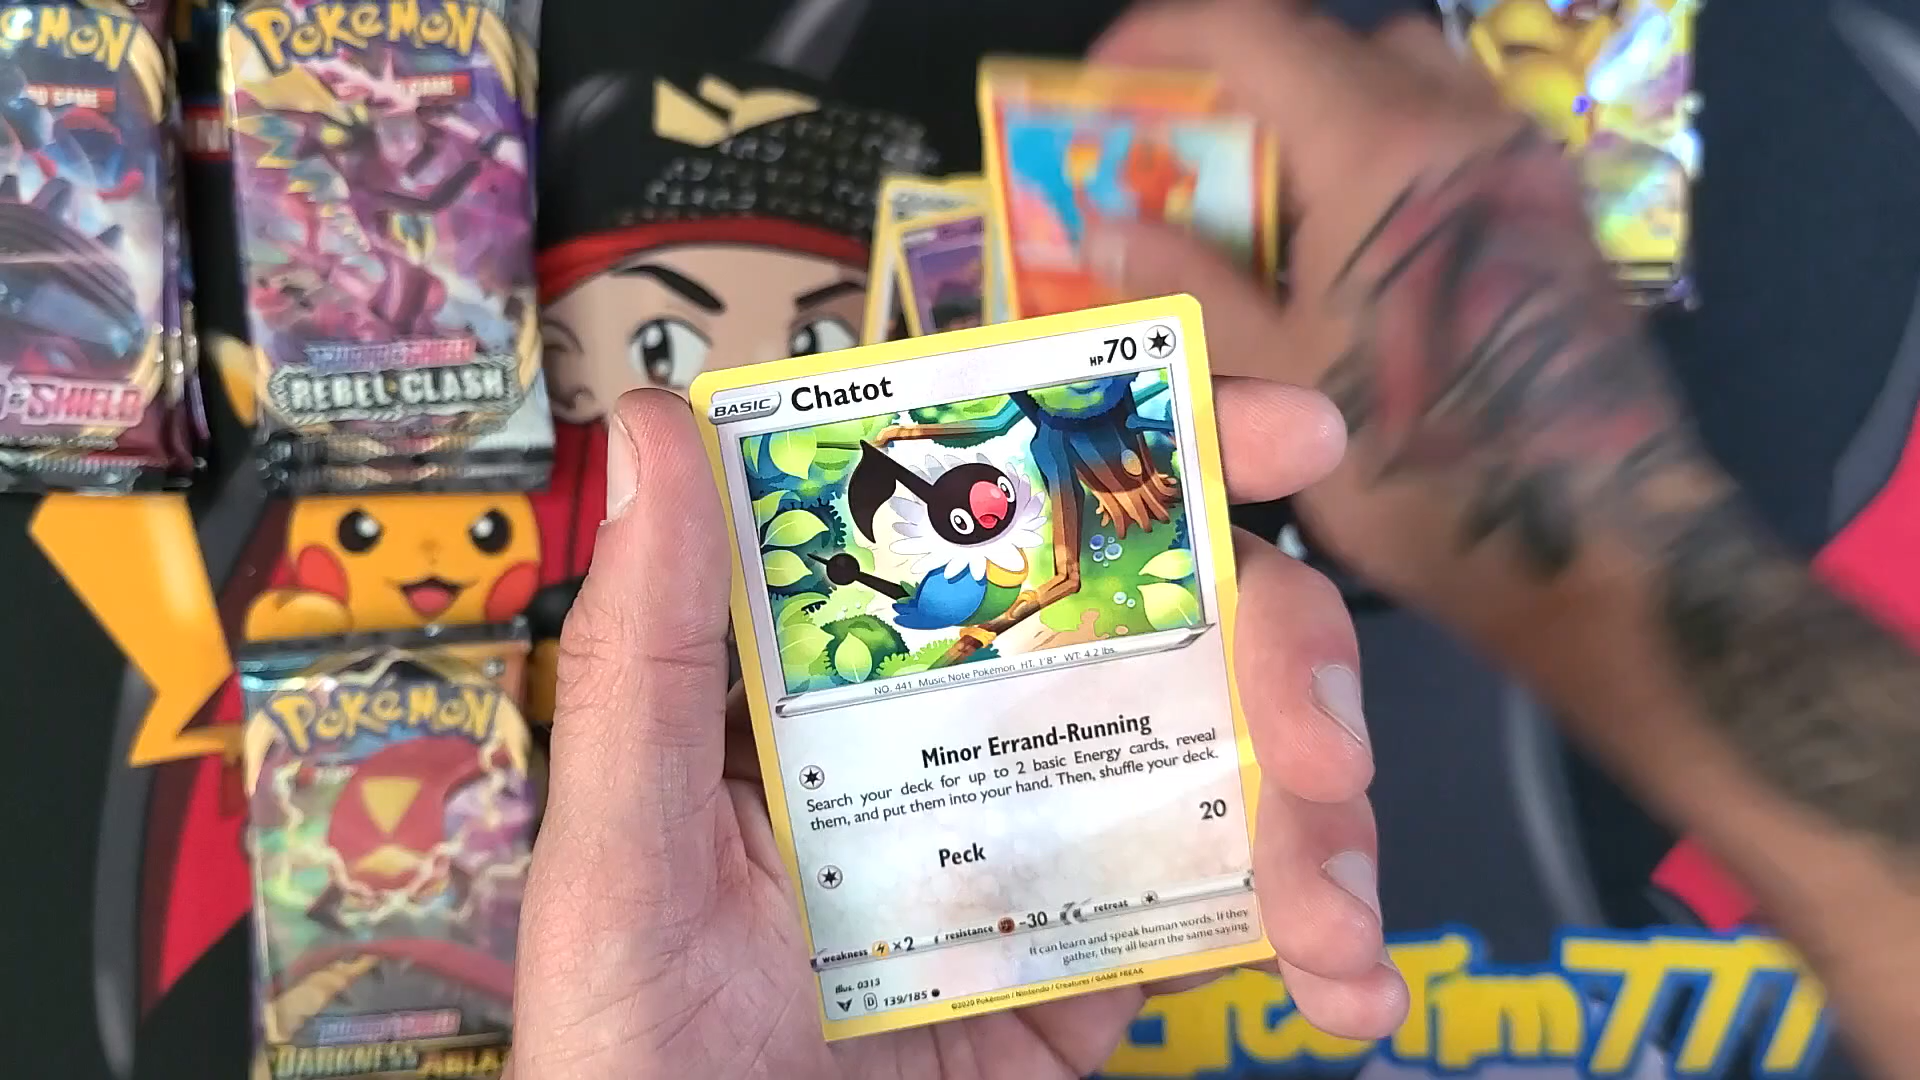 POKÉMON
POKÉMON
REBEL CLASH
& SHIELD
BASIC
Chatot
HP 70
NO. 441 Music Note Pokémon HT. 1'8" WT. 4.2 lbs.
Minor Errand-Running
Search your deck for up to 2 basic Energy cards, reveal
them, and put them into your hand. Then, shuffle your deck.
Peck
20
weakness ×2 resistance -30 retreat
It can learn and speak human words. If they
gather, they all learn the same saying.
Illus. 0313
D 139/185
©2020 Pokémon / Nintendo / Creatures / GAME FREAK
POKÉMON
DARKNESS ABLA